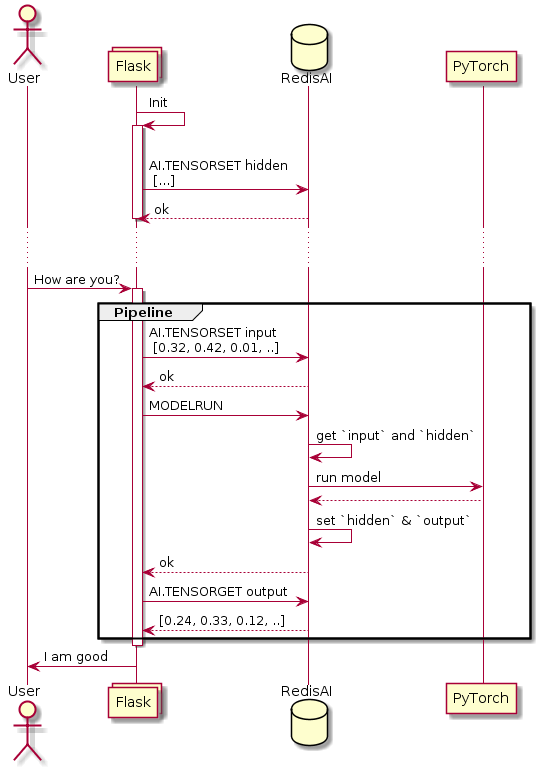 User
Flask
RedisAI
PyTorch
Init
AI.TENSORSET hidden
[...]
ok
How are you?
Pipeline
AI.TENSORSET input
[0.32, 0.42, 0.01, ..]
ok
MODELRUN
get `input` and `hidden`
run model
set `hidden` & `output`
ok
AI.TENSORGET output
[0.24, 0.33, 0.12, ..]
I am good
User
Flask
RedisAI
PyTorch